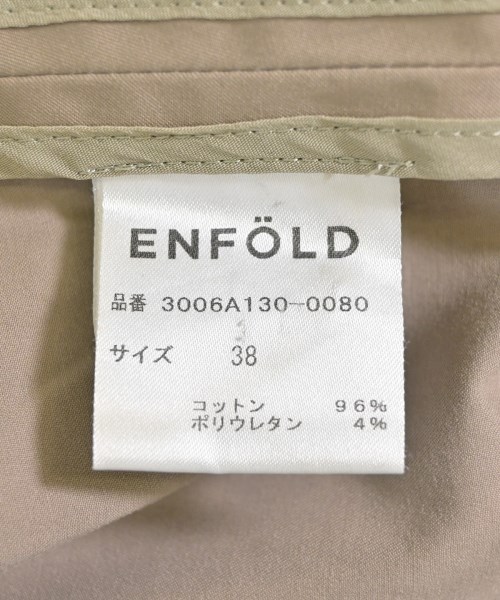 ENFÖLD
品番 3006A130-0080
サイズ 38
コットン 96%
ポリウレタン 4%